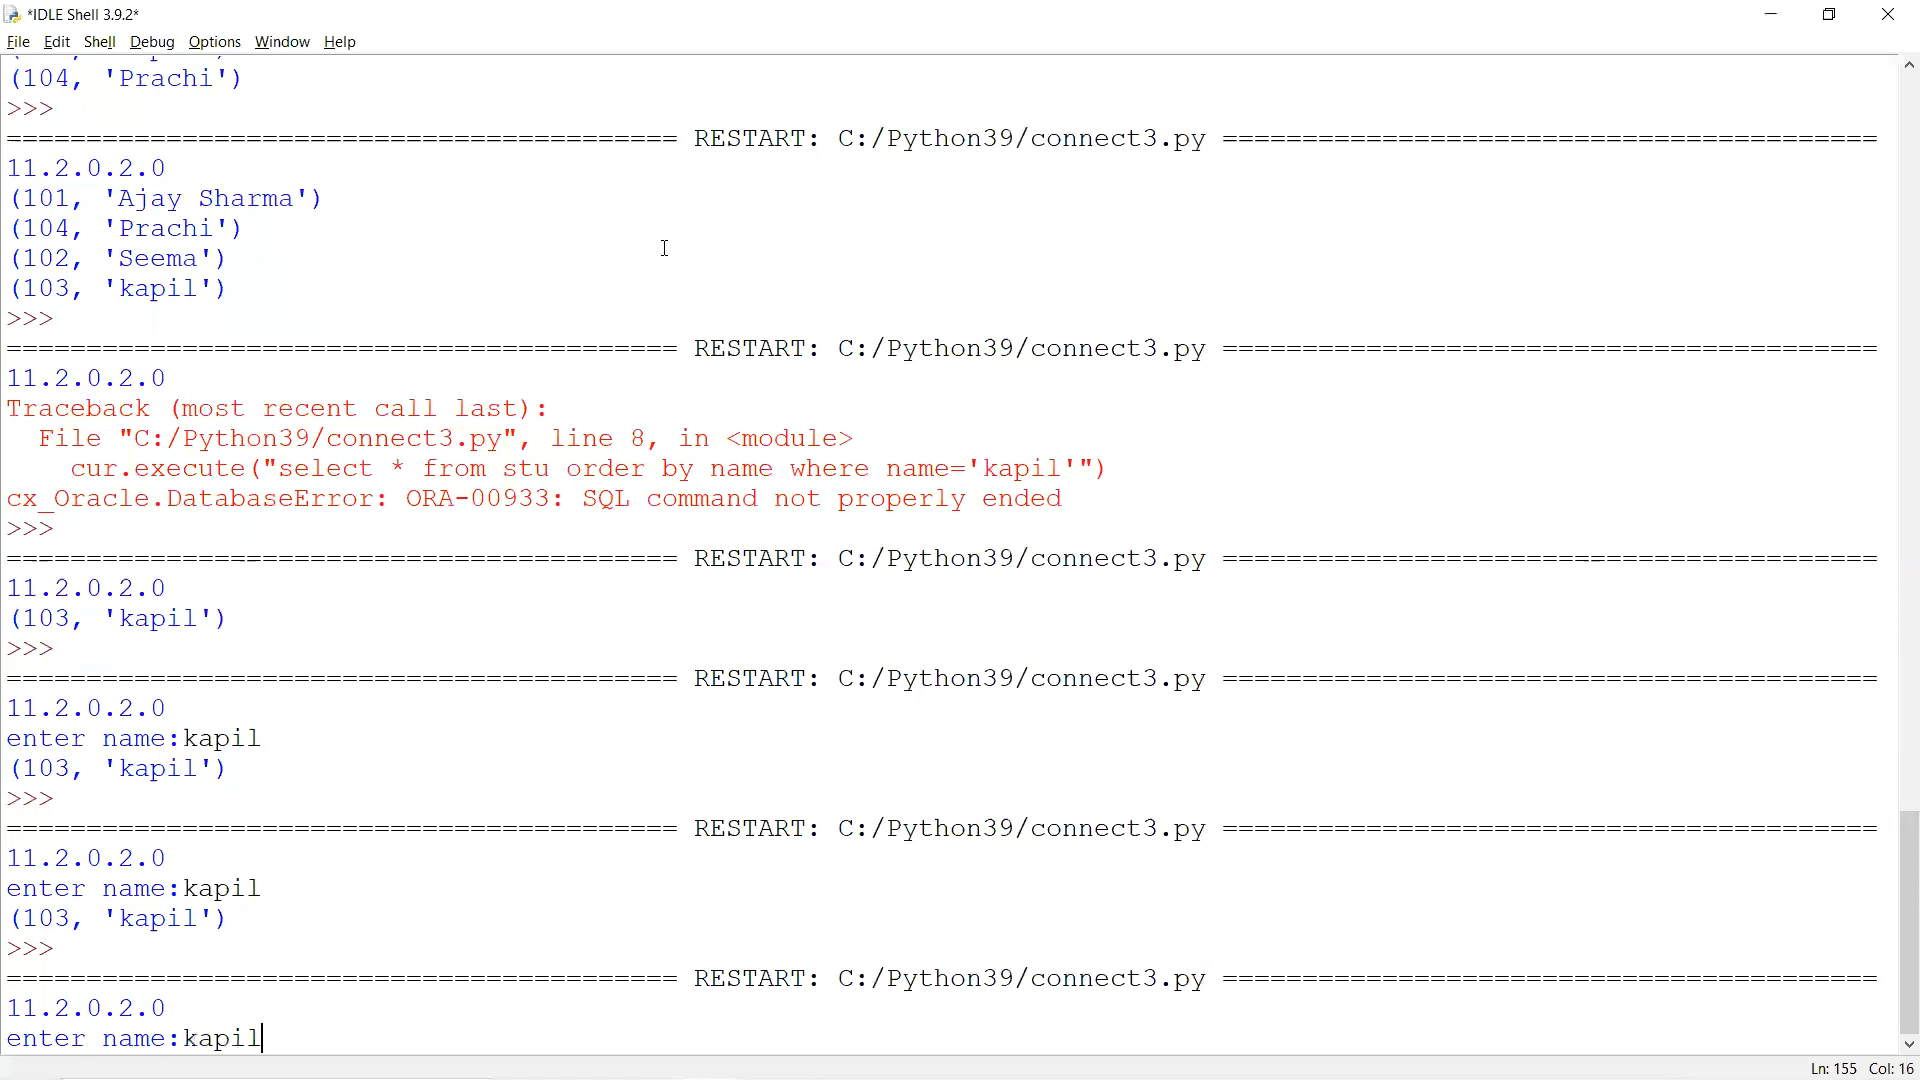 *IDLE Shell 3.9.2*
File Edit Shell Debug Options Window Help
(104, 'Prachi')
>>>
========================================== RESTART: C:/Python39/connect3.py =========================================
11.2.0.2.0
(101, 'Ajay Sharma')
(104, 'Prachi')
(102, 'Seema')
(103, 'kapil')
>>>
========================================== RESTART: C:/Python39/connect3.py =========================================
11.2.0.2.0
Traceback (most recent call last):
  File "C:/Python39/connect3.py", line 8, in <module>
    cur.execute("select * from stu order by name where name='kapil'")
cx_Oracle.DatabaseError: ORA-00933: SQL command not properly ended
>>>
========================================== RESTART: C:/Python39/connect3.py =========================================
11.2.0.2.0
(103, 'kapil')
>>>
========================================== RESTART: C:/Python39/connect3.py =========================================
11.2.0.2.0
enter name:kapil
(103, 'kapil')
>>>
========================================== RESTART: C:/Python39/connect3.py =========================================
11.2.0.2.0
enter name:kapil
(103, 'kapil')
>>>
========================================== RESTART: C:/Python39/connect3.py =========================================
11.2.0.2.0
enter name:kapil
Ln: 155 Col: 16